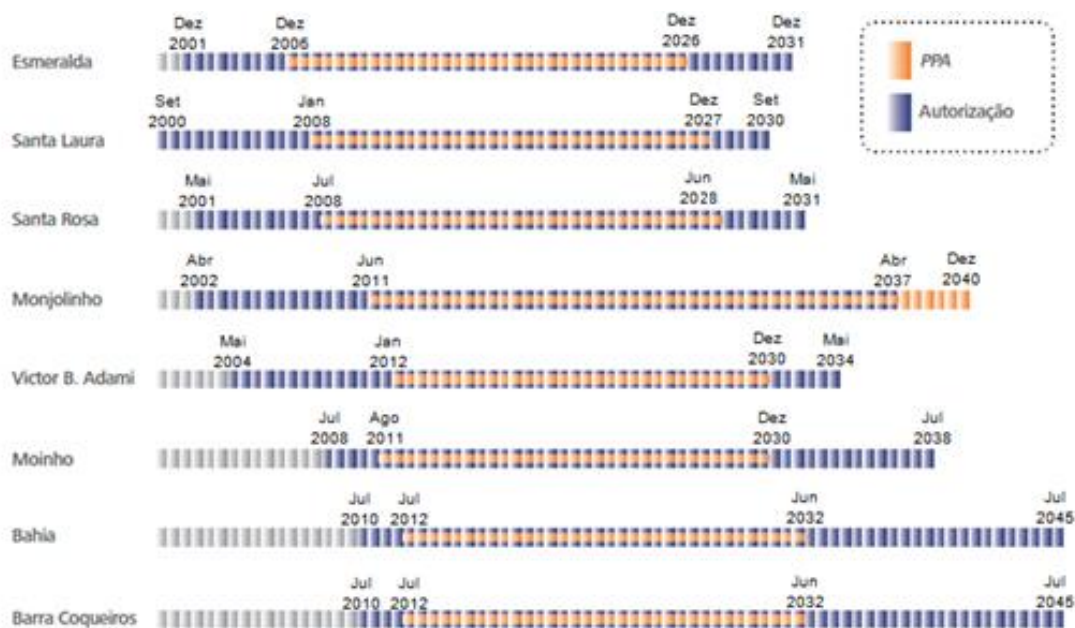 Dez Dez Dez Dez
2001 2006 2026 2031
Esmeralda
PPA
Autorização
Set Jan Dez Set
2000 2008 2027 2030
Santa Laura
Mai Jul Jun Mai
2001 2008 2028 2031
Santa Rosa
Abr Jun Abr Dez
2002 2011 2037 2040
Monjolinho
Mai Jan Dez Mai
2004 2012 2030 2034
Victor B. Adami
Jul Ago Dez Jul
2008 2011 2030 2038
Moinho
Jul Jul Jun Jul
2010 2012 2032 2045
Bahia
Jul Jul Jun Jul
2010 2012 2032 2045
Barra Coqueiros